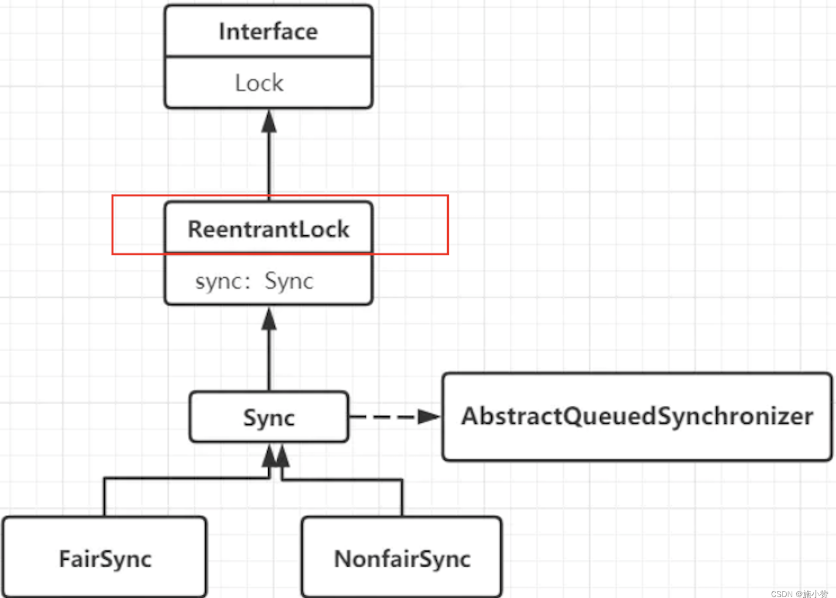 Interface
Lock
ReentrantLock
sync: Sync
Sync
AbstractQueuedSynchronizer
FairSync
NonfairSync